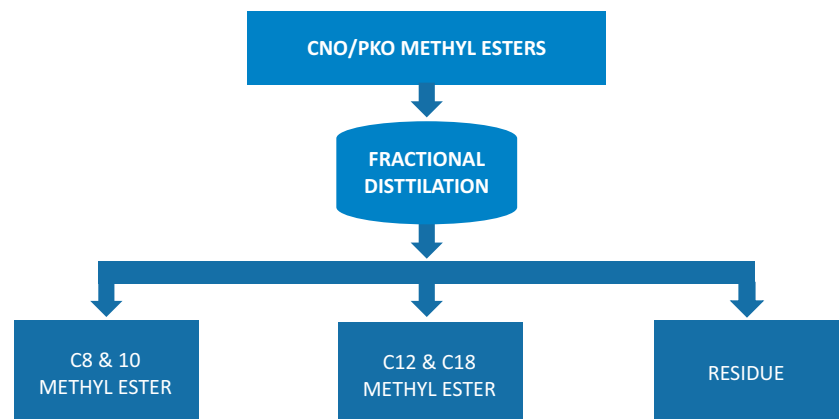 CNO/PKO METHYL ESTERS
FRACTIONAL
DISTTILATION
C8 & 10
METHYL ESTER
C12 & C18
METHYL ESTER
RESIDUE